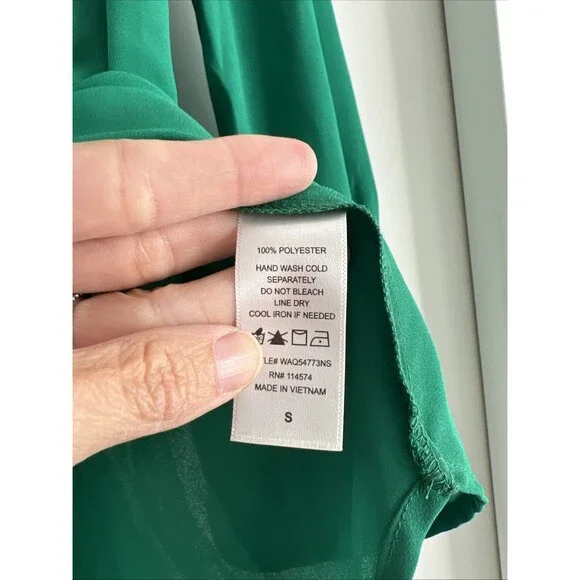 100% POLYESTER
HAND WASH COLD
SEPARATELY
DO NOT BLEACH
LINE DRY
COOL IRON IF NEEDED
WAQ54773NS
RN# 114574
MADE IN VIETNAM
S